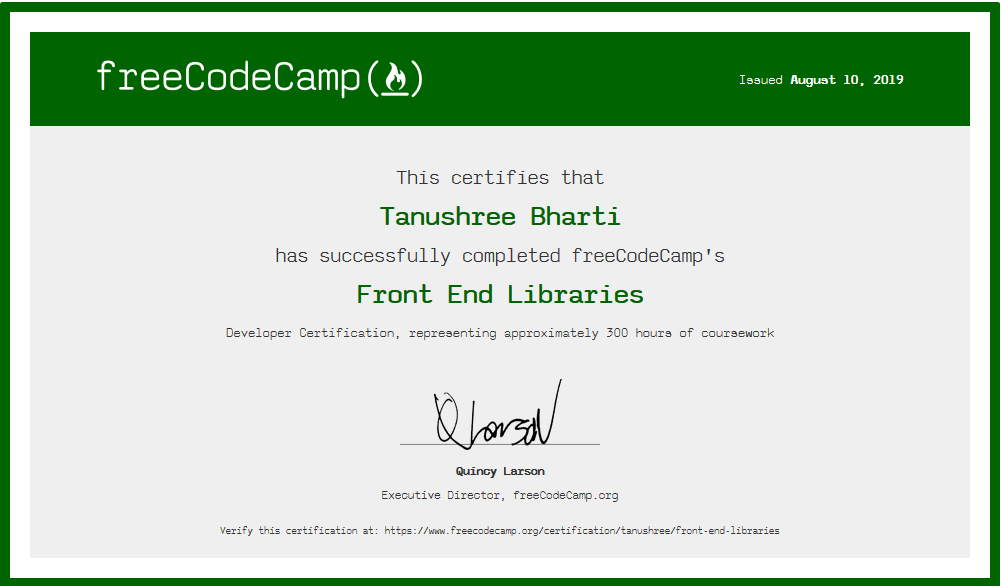 freeCodeCamp(🔥)
Issued August 10, 2019
This certifies that
Tanushree Bharti
has successfully completed freeCodeCamp's
Front End Libraries
Developer Certification, representing approximately 300 hours of coursework
QLarson
Quincy Larson
Executive Director, freeCodeCamp.org
Verify this certification at: https://www.freecodecamp.org/certification/tanushree/front-end-libraries